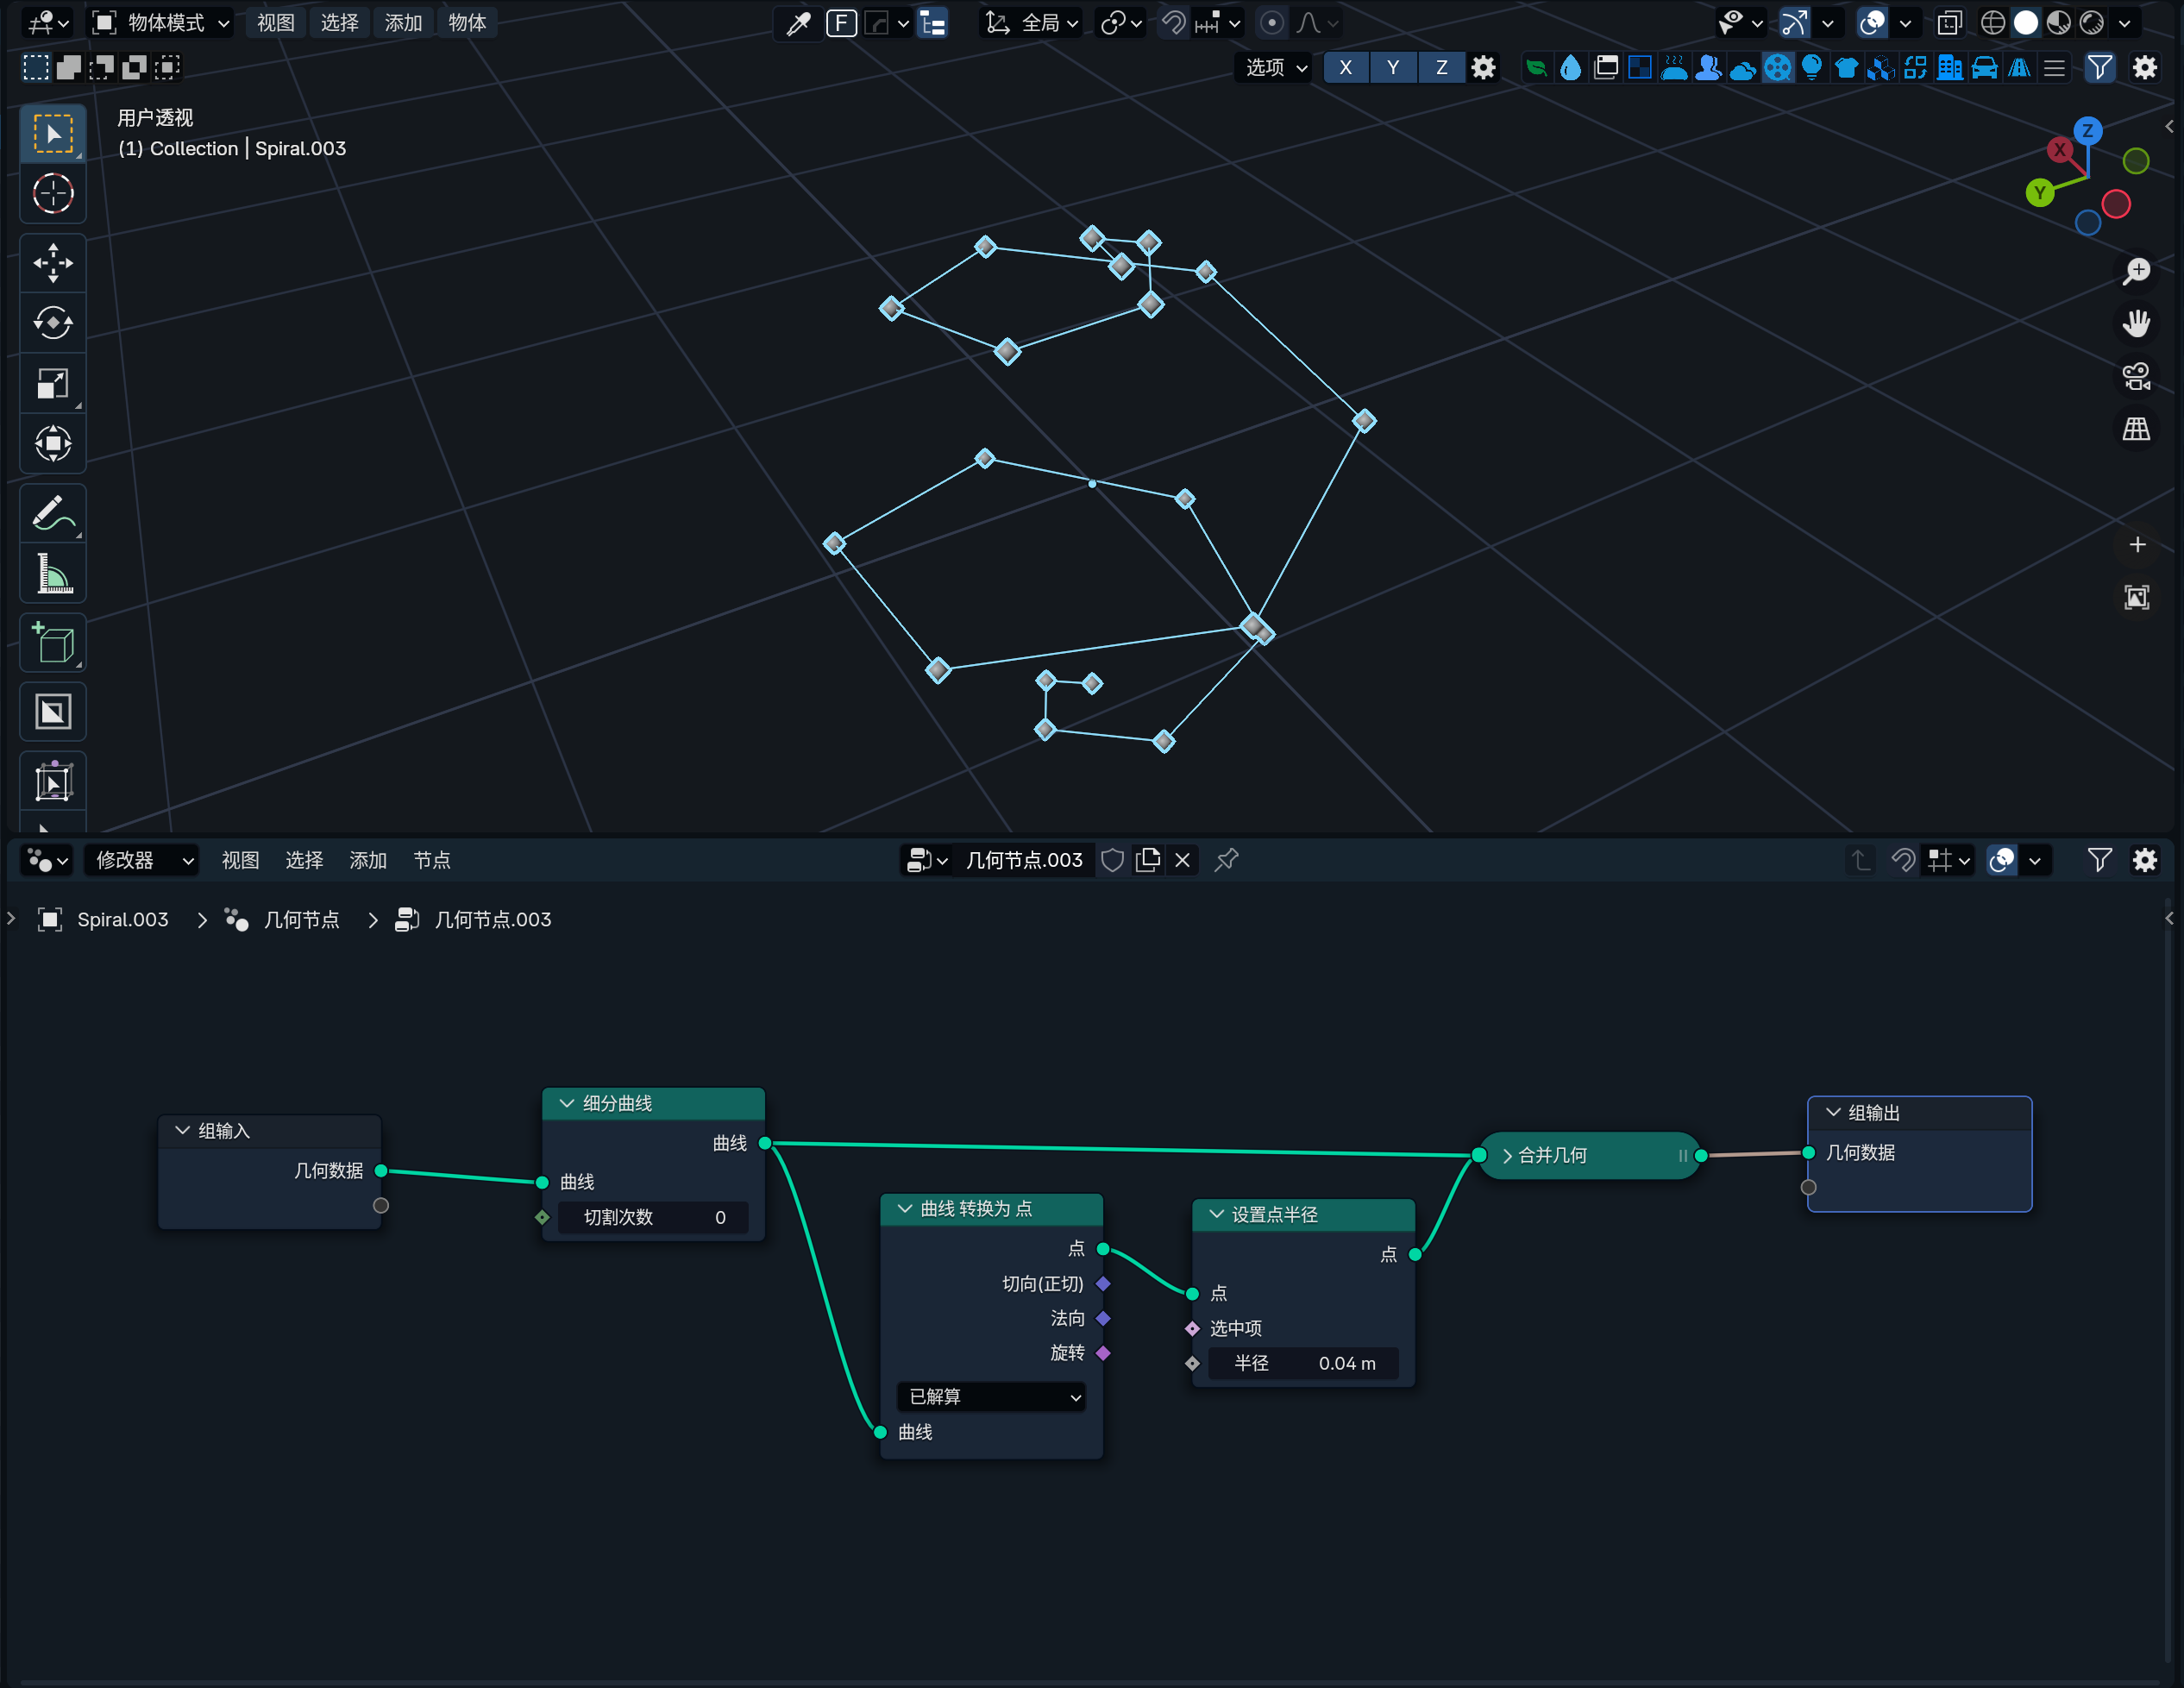 物体模式 视图 选择 添加 物体 F 全局
选项 X Y Z
用户透视
(1) Collection | Spiral.003
Z
X
Y
修改器 视图 选择 添加 节点 几何节点.003
Spiral.003 几何节点 几何节点.003
组输入
几何数据
细分曲线
曲线
曲线
切割次数 0
曲线 转换为 点
点
切向(正切)
法向
旋转
已解算
曲线
设置点半径
点
点
选中项
半径 0.04 m
合并几何
组输出
几何数据